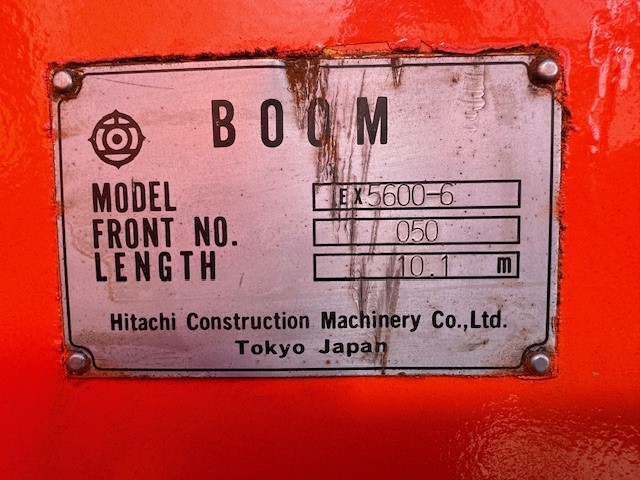 BOOM
MODEL EX5600-6
FRONT NO. 050
LENGTH 10.1 m
Hitachi Construction Machinery Co.,Ltd.
Tokyo Japan